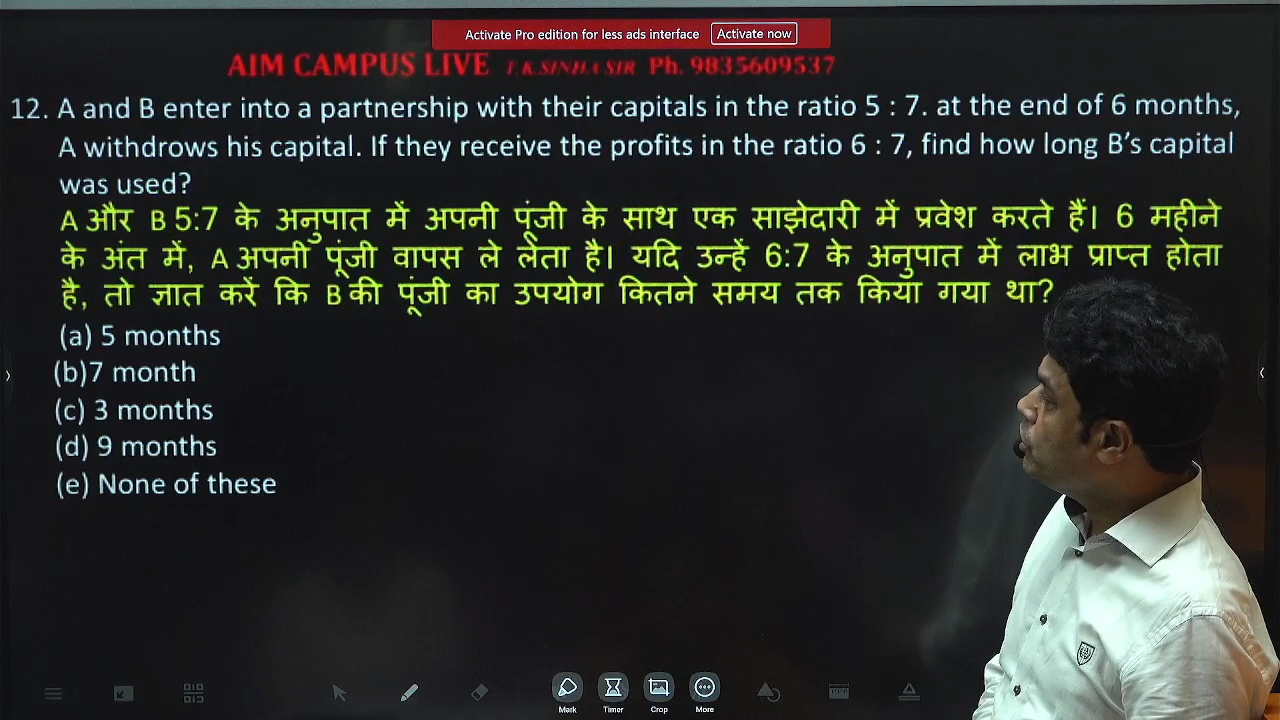 Activate Pro edition for less ads interface Activate now
AIM CAMPUS LIVE T.K.SINHA SIR Ph. 9835609537
12. A and B enter into a partnership with their capitals in the ratio 5 : 7. at the end of 6 months,
A withdrows his capital. If they receive the profits in the ratio 6 : 7, find how long B’s capital
was used?
A और B 5:7 के अनुपात में अपनी पूंजी के साथ एक साझेदारी में प्रवेश करते हैं। 6 महीने
के अंत में, A अपनी पूंजी वापस ले लेता है। यदि उन्हें 6:7 के अनुपात में लाभ प्राप्त होता
है, तो ज्ञात करें कि B की पूंजी का उपयोग कितने समय तक किया गया था?
(a) 5 months
(b)7 month
(c) 3 months
(d) 9 months
(e) None of these
Mark Timer Crop More